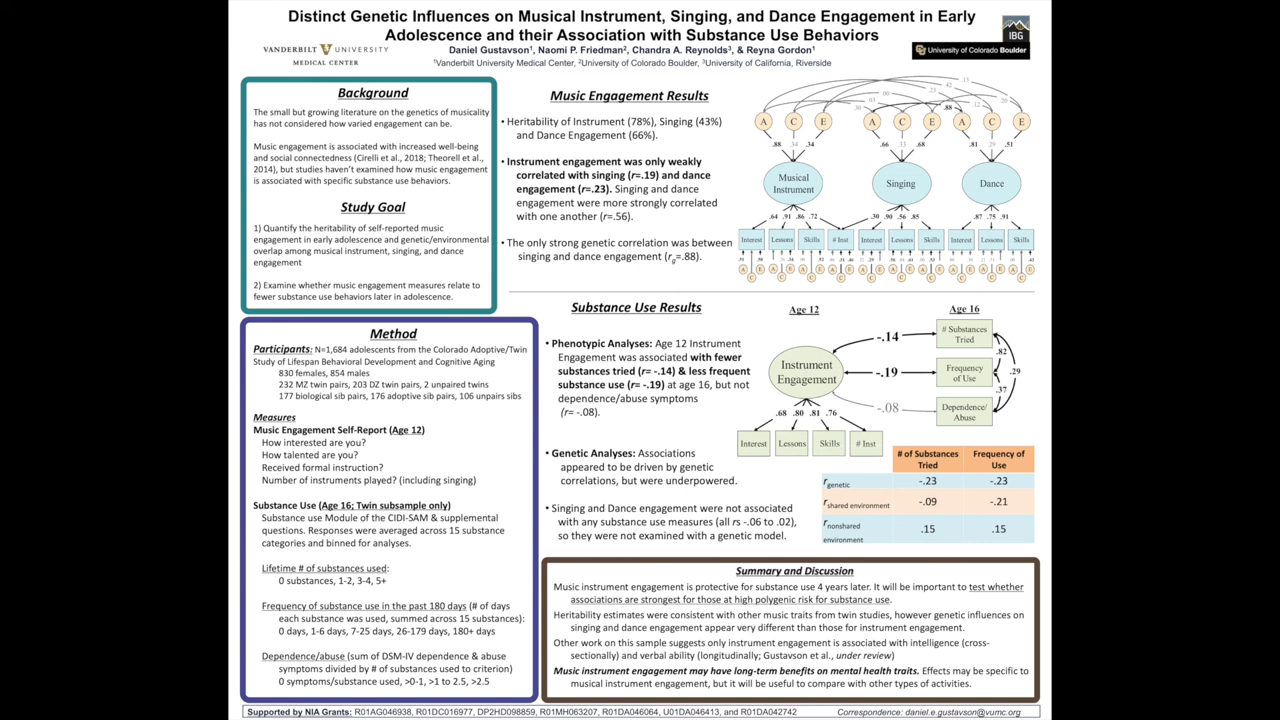 Distinct Genetic Influences on Musical Instrument, Singing, and Dance Engagement in Early
Adolescence and their Association with Substance Use Behaviors
VANDERBILT UNIVERSITY
MEDICAL CENTER
Daniel Gustavson1, Naomi P. Friedman2, Chandra A. Reynolds3, & Reyna Gordon1
1Vanderbilt University Medical Center, 2University of Colorado Boulder, 3University of California, Riverside
IBG
University of Colorado Boulder
Background
The small but growing literature on the genetics of musicality
has not considered how varied engagement can be.
Music engagement is associated with increased well-being
and social connectedness (Cirelli et al., 2018; Theorell et al.,
2014), but studies haven't examined how music engagement
is associated with specific substance use behaviors.
Study Goal
1) Quantify the heritability of self-reported music
engagement in early adolescence and genetic/environmental
overlap among musical instrument, singing, and dance
engagement
2) Examine whether music engagement measures relate to
fewer substance use behaviors later in adolescence.
Method
Participants: N=1,684 adolescents from the Colorado Adoptive/Twin
Study of Lifespan Behavioral Development and Cognitive Aging
830 females, 854 males
232 MZ twin pairs, 203 DZ twin pairs, 2 unpaired twins
177 biological sib pairs, 176 adoptive sib pairs, 106 unpairs sibs
Measures
Music Engagement Self-Report (Age 12)
How interested are you?
How talented are you?
Received formal instruction?
Number of instruments played? (including singing)
Substance Use (Age 16; Twin subsample only)
Substance use Module of the CIDI-SAM & supplemental
questions. Responses were averaged across 15 substance
categories and binned for analyses.
Lifetime # of substances used:
0 substances, 1-2, 3-4, 5+
Frequency of substance use in the past 180 days (# of days
each substance was used, summed across 15 substances):
0 days, 1-6 days, 7-25 days, 26-179 days, 180+ days
Dependence/abuse (sum of DSM-IV dependence & abuse
symptoms divided by # of substances used to criterion)
0 symptoms/substance used, >0-1, >1 to 2.5, >2.5
Music Engagement Results
• Heritability of Instrument (78%), Singing (43%)
and Dance Engagement (66%).
• Instrument engagement was only weakly
correlated with singing (r=.19) and dance
engagement (r=.23). Singing and dance
engagement were more strongly correlated
with one another (r=.56).
• The only strong genetic correlation was between
singing and dance engagement (rg=.88).
A C E A C E A C E
.88 .34 .34 .66 .33 .68 .81 .29 .51
Musical
Instrument
Singing
Dance
.64 .91 .86 .72 .30 .90 .56 .85 .87 .75 .91
Interest Lessons Skills # Inst Interest Lessons Skills Interest Lessons Skills
Substance Use Results
• Phenotypic Analyses: Age 12 Instrument
Engagement was associated with fewer
substances tried (r= -.14) & less frequent
substance use (r= -.19) at age 16, but not
dependence/abuse symptoms
(r= -.08).
• Genetic Analyses: Associations
appeared to be driven by genetic
correlations, but were underpowered.
• Singing and Dance engagement were not associated
with any substance use measures (all rs -.06 to .02),
so they were not examined with a genetic model.
Age 12 Age 16
Instrument
Engagement
-.14
-.19
-.08
# Substances
Tried
Frequency
of Use
Dependence/
Abuse
.82
.29
.37
.68 .80 .81 .76
Interest Lessons Skills # Inst
# of Substances
Tried
Frequency of
Use
rgenetic -.23 -.23
rshared environment -.09 -.21
rnonshared
environment
.15 .15
Summary and Discussion
Music instrument engagement is protective for substance use 4 years later. It will be important to test whether
associations are strongest for those at high polygenic risk for substance use.
Heritability estimates were consistent with other music traits from twin studies, however genetic influences on
singing and dance engagement appear very different than those for instrument engagement.
Other work on this sample suggests only instrument engagement is associated with intelligence (cross-
sectionally) and verbal ability (longitudinally; Gustavson et al., under review)
Music instrument engagement may have long-term benefits on mental health traits. Effects may be specific to
musical instrument engagement, but it will be useful to compare with other types of activities.
Supported by NIA Grants; R01AG046938, R01DC016977, DP2HD098859, R01MH063207, R01DA046064, U01DA046413, and R01DA042742
Correspondence: daniel.e.gustavson@vumc.org